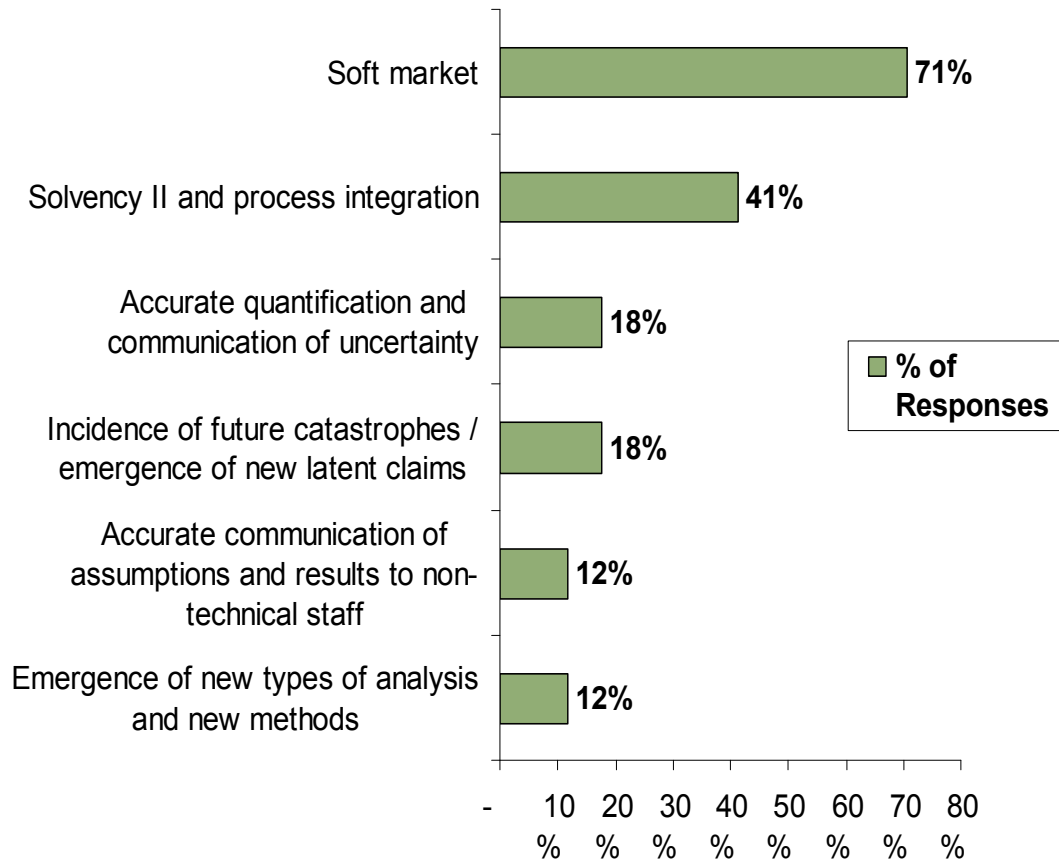 Soft market
71%
Solvency II and process integration
41%
Accurate quantification and
communication of uncertainty
18%
Incidence of future catastrophes /
emergence of new latent claims
18%
Accurate communication of
assumptions and results to non-
technical staff
12%
Emergence of new types of analysis
and new methods
12%
% of
Responses
- 10 20 30 40 50 60 70 80
% % % % % % % %